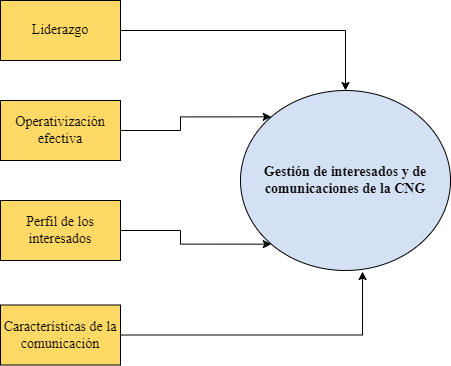 Liderazgo
Operativización
efectiva
Gestión de interesados y de
comunicaciones de la CNG
Perfil de los
interesados
Características de la
comunicación